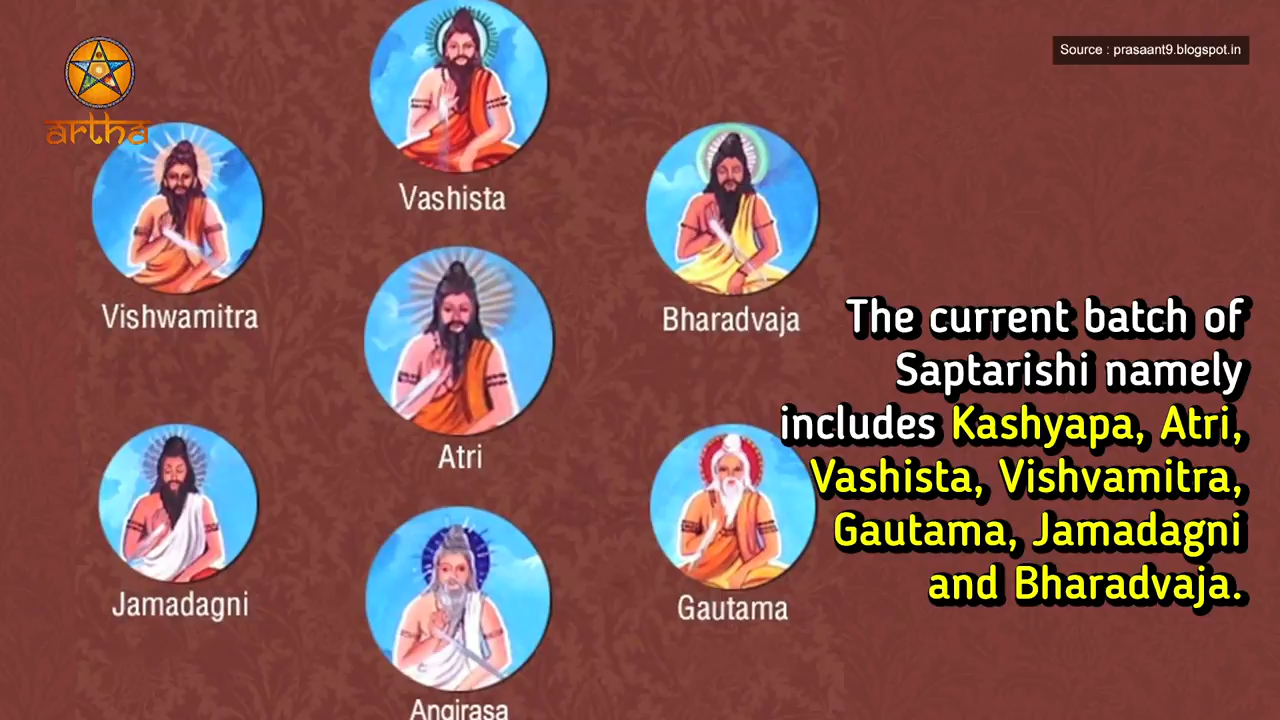 Source : prasaant9.blogspot.in
artha
Vashista
Vishwamitra
Bharadvaja
Atri
Jamadagni
Gautama
Angirasa
The current batch of
Saptarishi namely
includes Kashyapa, Atri,
Vashista, Vishvamitra,
Gautama, Jamadagni
and Bharadvaja.